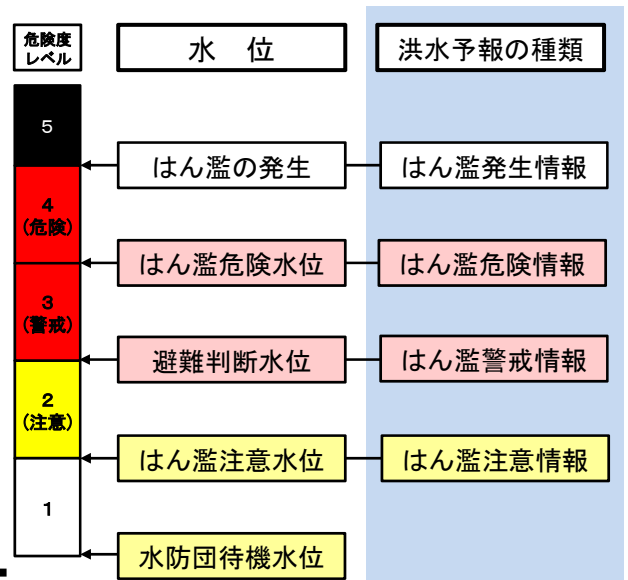 危険度
レベル
水　位
洪水予報の種類
5
はん濫の発生
はん濫発生情報
4
(危険)
はん濫危険水位
はん濫危険情報
3
(警戒)
避難判断水位
はん濫警戒情報
2
(注意)
はん濫注意水位
はん濫注意情報
1
水防団待機水位